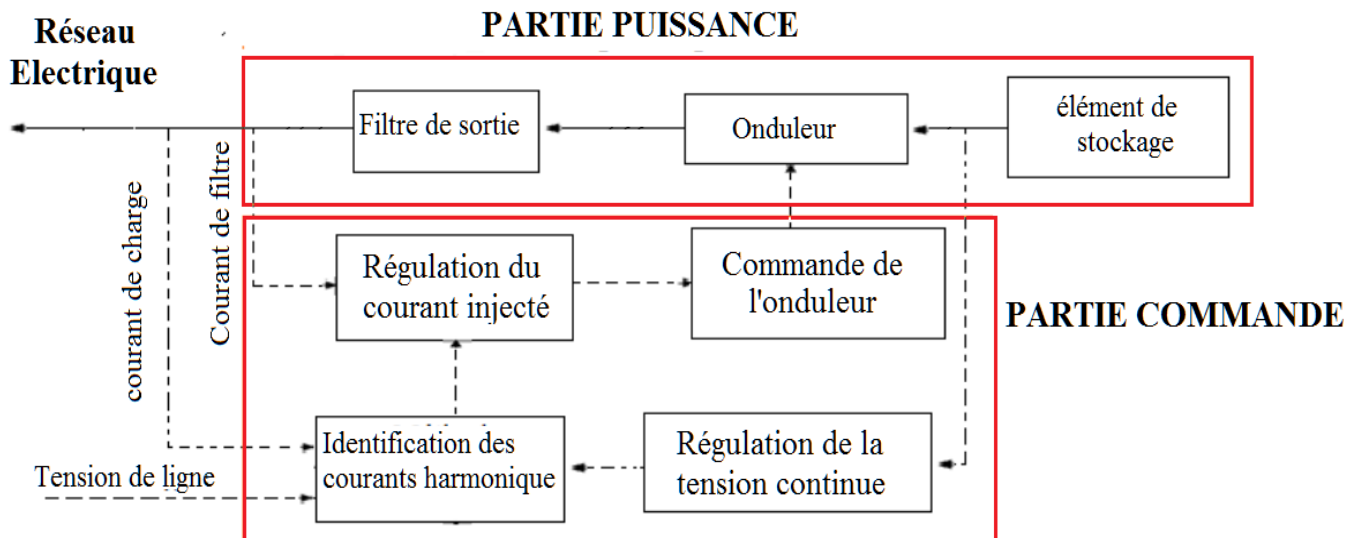 PARTIE PUISSANCE
Réseau
Electrique
Filtre de sortie
Onduleur
élément de
stockage
courant de charge
Courant de filtre
Régulation du
courant injecté
Commande de
l'onduleur
PARTIE COMMANDE
Identification des
courants harmonique
Régulation de la
tension continue
Tension de ligne